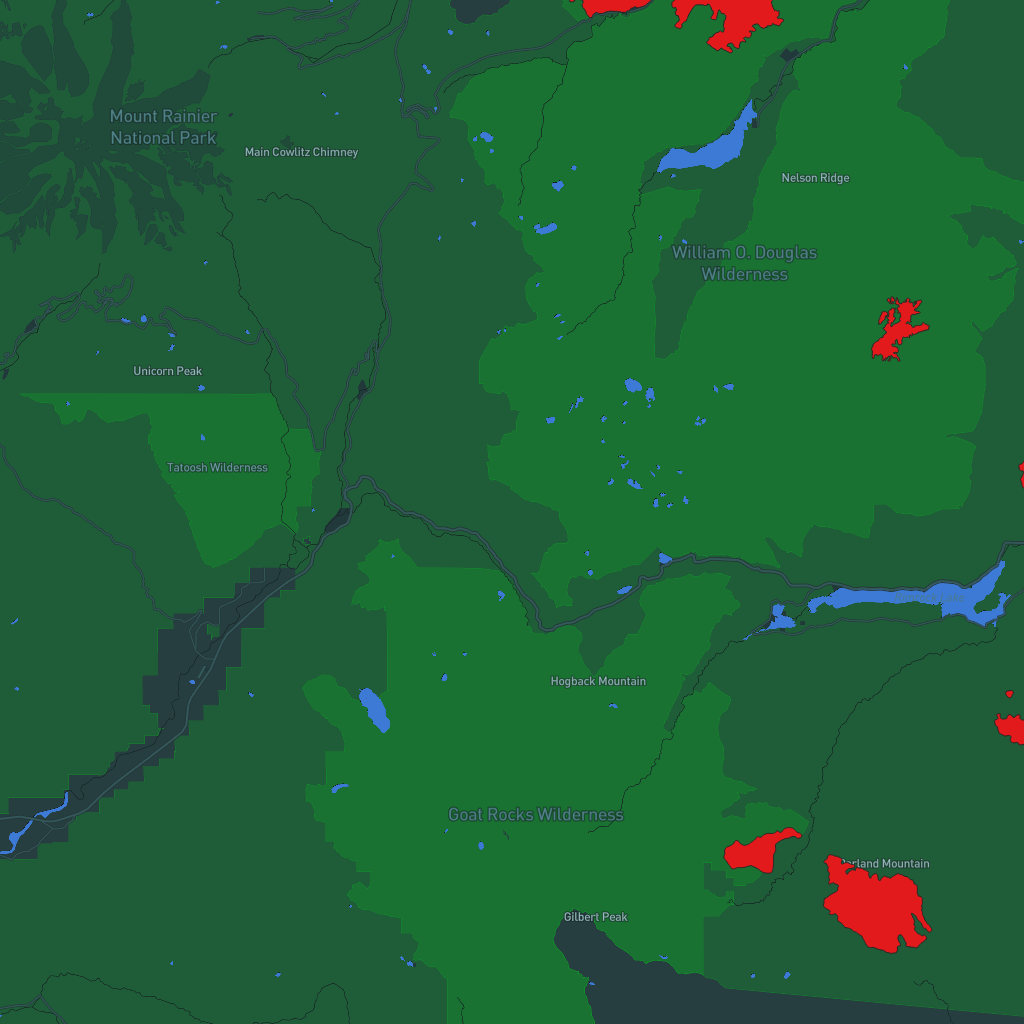 Mount Rainier
National Park
Main Cowlitz Chimney
Nelson Ridge
William O. Douglas
Wilderness
Unicorn Peak
Tatoosh Wilderness
Hogback Mountain
Goat Rocks Wilderness
Mountain
Gilbert Peak